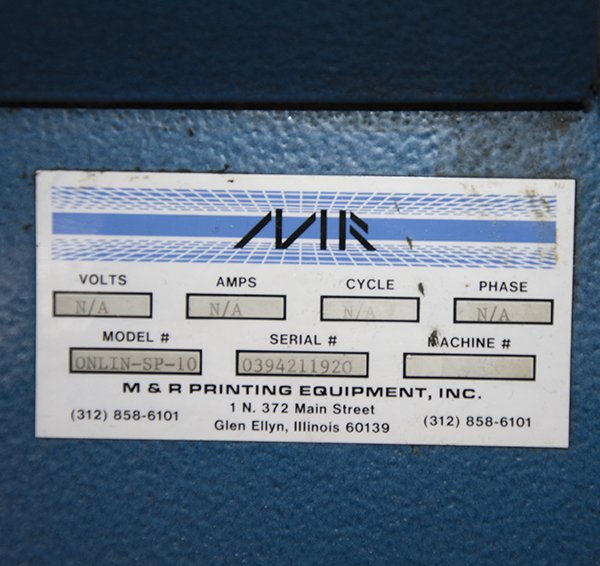 MR
VOLTS AMPS CYCLE PHASE
N/A N/A N/A N/A
MODEL # SERIAL # MACHINE #
ONLIN-SP-10 0394211920
M & R PRINTING EQUIPMENT, INC.
(312) 858-6101 1 N. 372 Main Street (312) 858-6101
Glen Ellyn, Illinois 60139